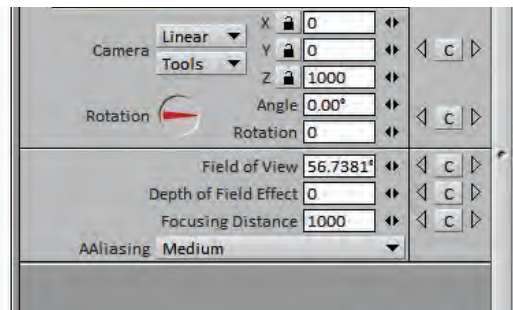 X 0
Camera Linear Y 0 C
Tools Z 1000
Angle 0.00°
Rotation C
Rotation 0
Field of View 56.7381° C
Depth of Field Effect 0 C
Focusing Distance 1000 C
AAliasing Medium